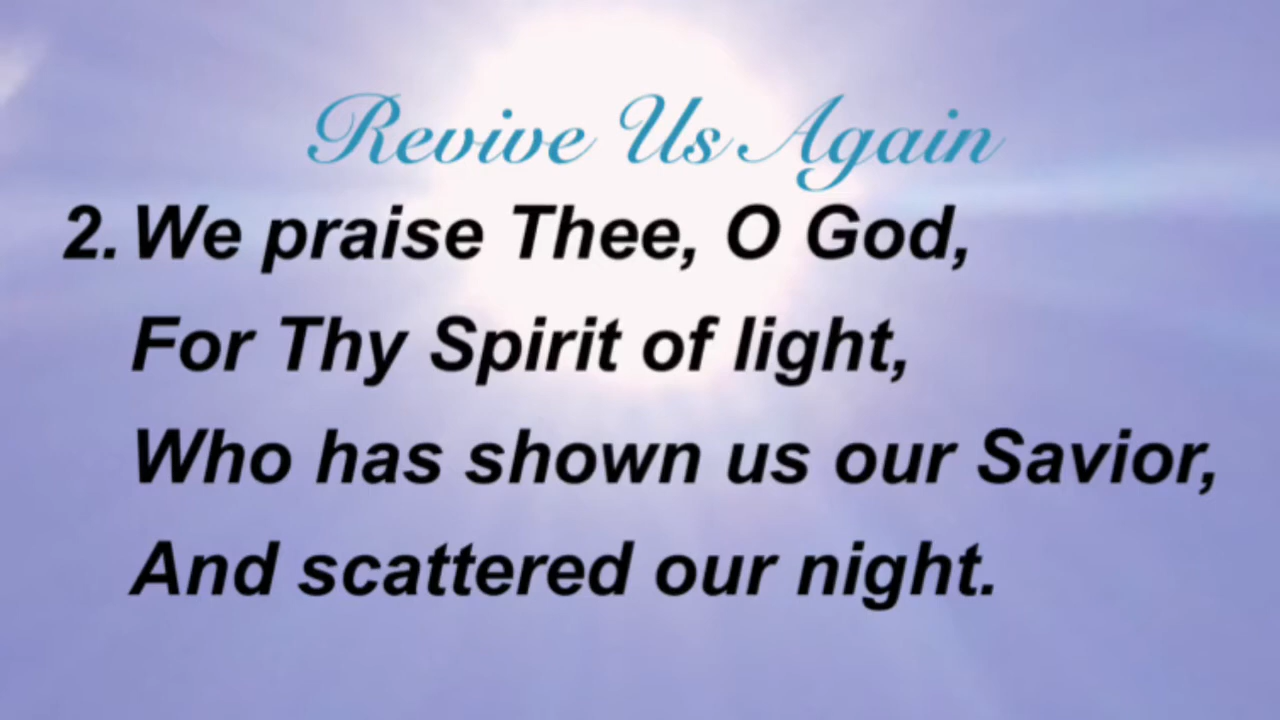 Revive Us Again
2. We praise Thee, O God,
For Thy Spirit of light,
Who has shown us our Savior,
And scattered our night.